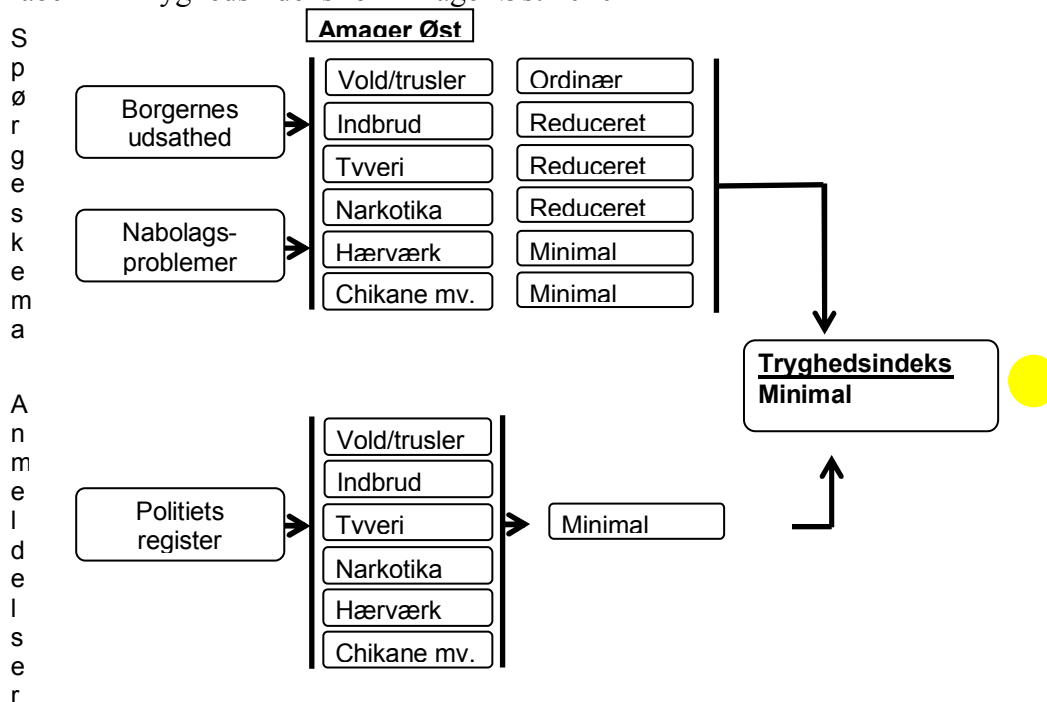 Amager Øst
Spørgeskema
Borgernes
udsathed
Nabolags-
problemer
Vold/trusler
Ordinær
Indbrud
Reduceret
Tyveri
Reduceret
Narkotika
Reduceret
Hærværk
Minimal
Chikane mv.
Minimal
Tryghedsindeks
Minimal
Anmeldelser
Politiets
register
Vold/trusler
Indbrud
Tyveri
Narkotika
Hærværk
Chikane mv.
Minimal